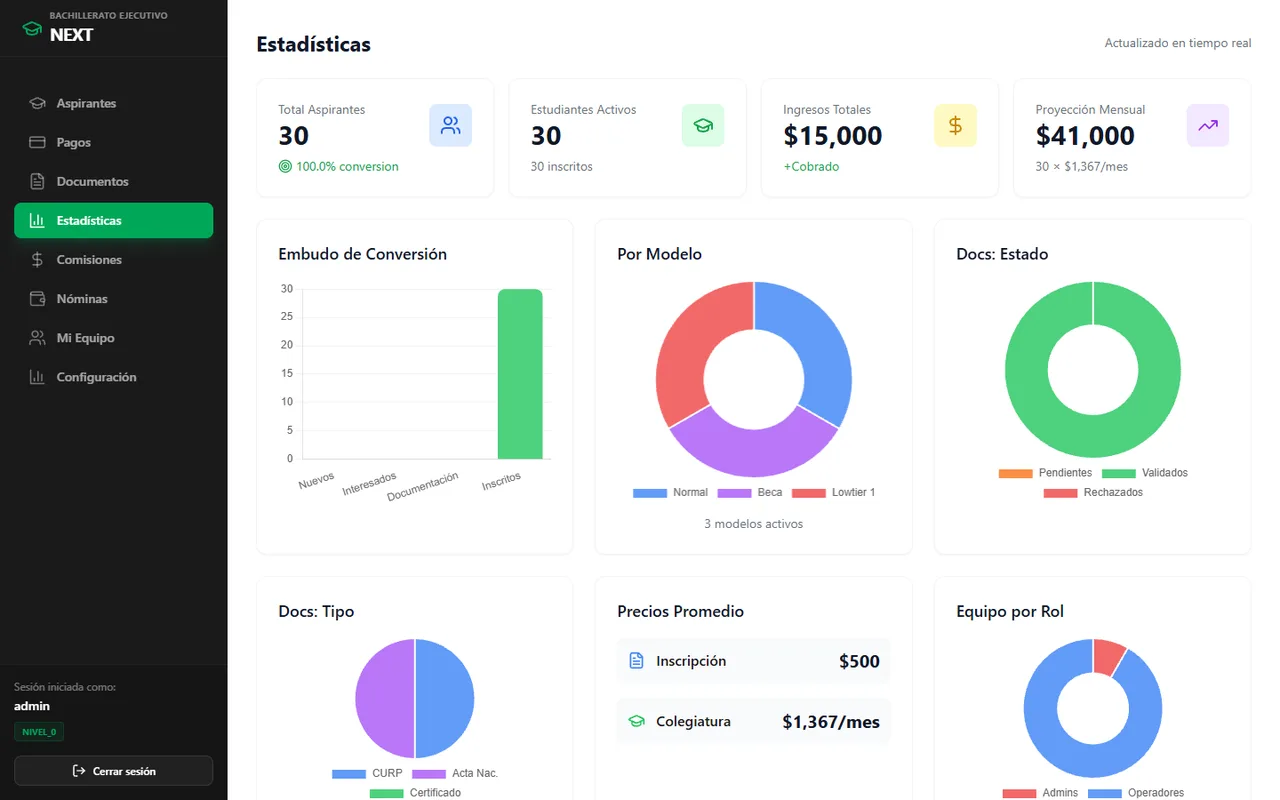 BACHILLERATO EJECUTIVO
NEXT
Aspirantes
Pagos
Documentos
Estadísticas
Comisiones
Nóminas
Mi Equipo
Configuración
Sesión iniciada como:
admin
NIVEL_0
Cerrar sesión
Estadísticas
Actualizado en tiempo real
Total Aspirantes
30
100.0% conversion
Estudiantes Activos
30
30 inscritos
Ingresos Totales
$15,000
+Cobrado
Proyección Mensual
$41,000
30 × $1,367/mes
Embudo de Conversión
30
25
20
15
10
5
0
Nuevos
Interesados
Documentación
Inscritos
Por Modelo
Normal
Beca
Lowtier 1
3 modelos activos
Docs: Estado
Pendientes
Validados
Rechazados
Docs: Tipo
CURP
Acta Nac.
Certificado
Precios Promedio
Inscripción
$500
Colegiatura
$1,367/mes
Equipo por Rol
Admins
Operadores